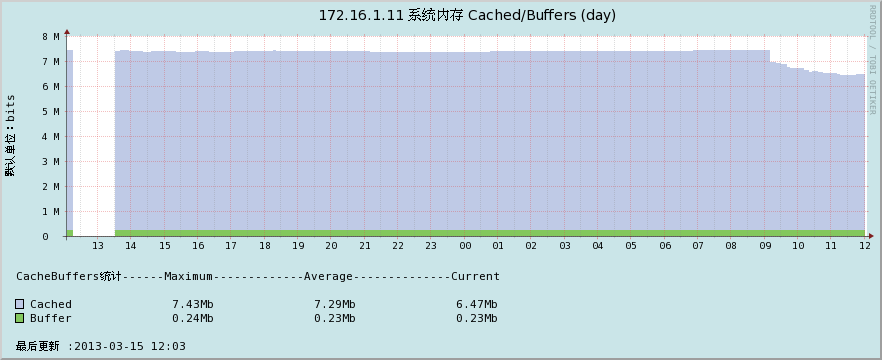 172.16.1.11 系统内存 Cached/Buffers (day)
RRDTOOL / TOBI OETIKER
默认单位：bits
8 M
7 M
6 M
5 M
4 M
3 M
2 M
1 M
0
13 14 15 16 17 18 19 20 21 22 23 00 01 02 03 04 05 06 07 08 09 10 11 12
CacheBuffers统计------Maximum-------------Average--------------Current
Cached 7.43Mb 7.29Mb 6.47Mb
Buffer 0.24Mb 0.23Mb 0.23Mb
最后更新 :2013-03-15 12:03